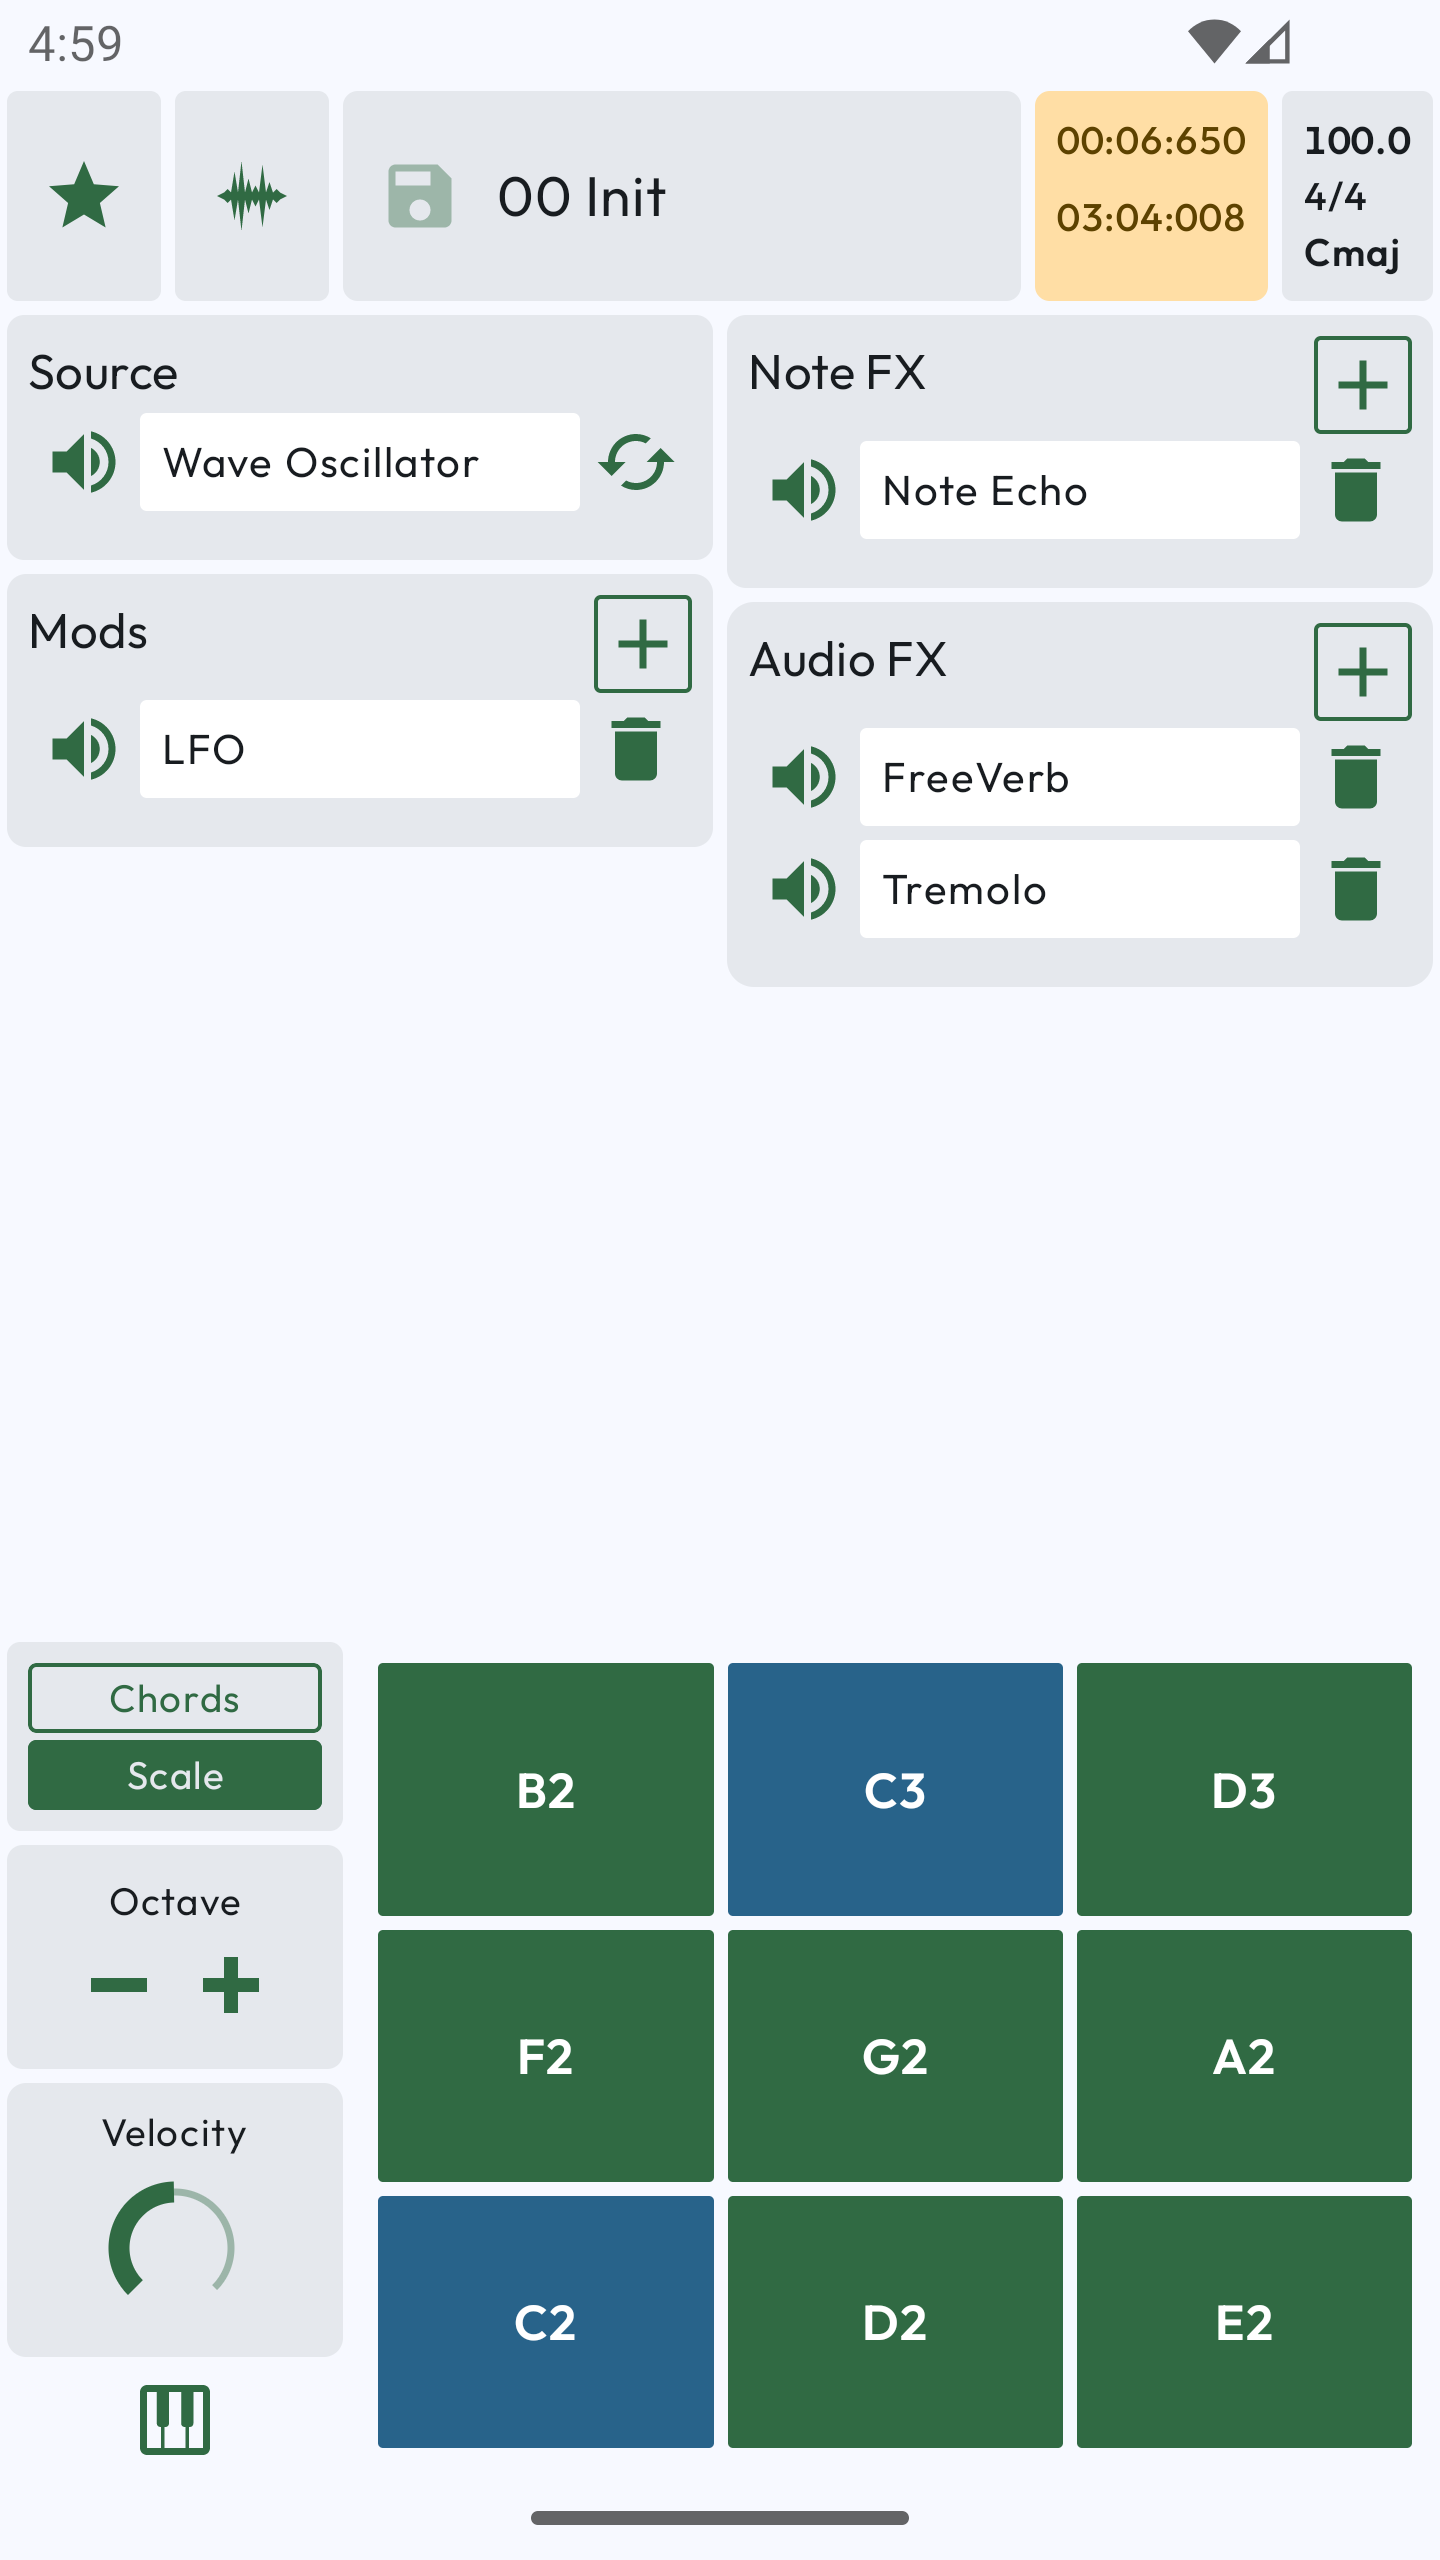 4:59
00 Init
00:06:650
03:04:008
100.0
4/4
Cmaj
Source
Wave Oscillator
Mods
LFO
Note FX
Note Echo
Audio FX
FreeVerb
Tremolo
Chords
Scale
Octave
Velocity
B2
C3
D3
F2
G2
A2
C2
D2
E2